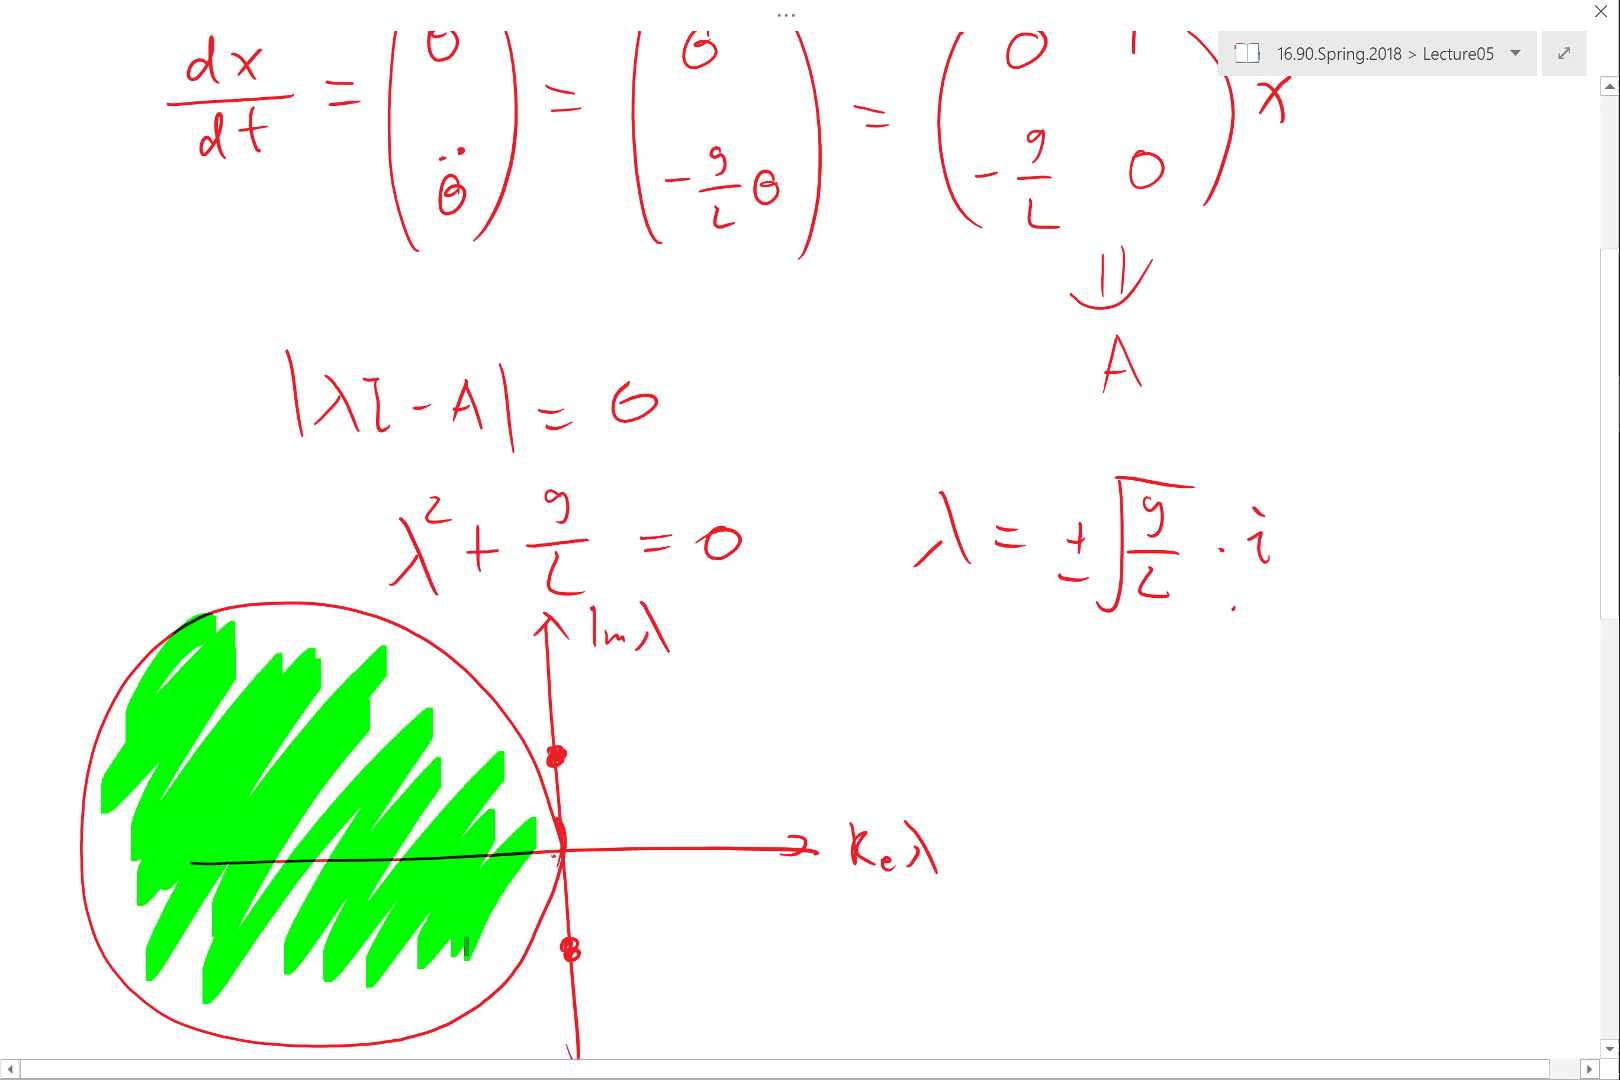 16.90.Spring.2018 > Lecture05
dx/dt = ( θ̇ ; θ̈ ) = ( θ̇ ; -g/L θ ) = ( 0 1 ; -g/L 0 ) x
A
|λI - A| = 0
λ² + g/L = 0
λ = ± √(g/L) · i
Im λ
Re λ